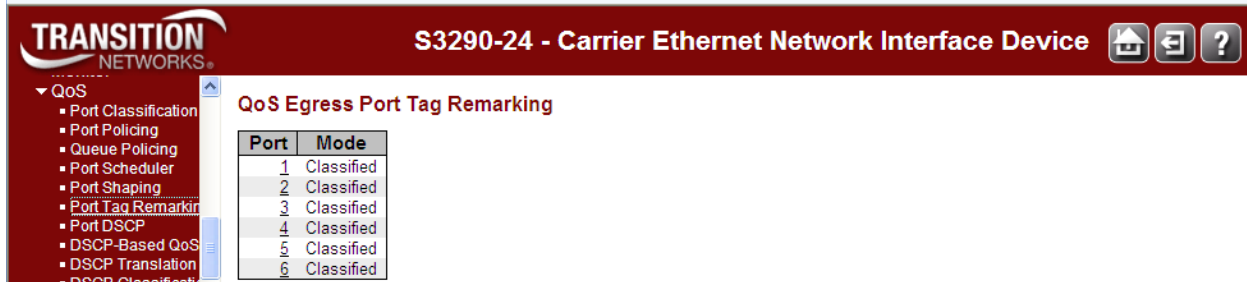 TRANSITION
NETWORKS®
S3290-24 - Carrier Ethernet Network Interface Device
?
QoS
Port Classification
Port Policing
Queue Policing
Port Scheduler
Port Shaping
Port Tag Remarkin
Port DSCP
DSCP-Based QoS
DSCP Translation
QoS Egress Port Tag Remarking
Port Mode
1 Classified
2 Classified
3 Classified
4 Classified
5 Classified
6 Classified